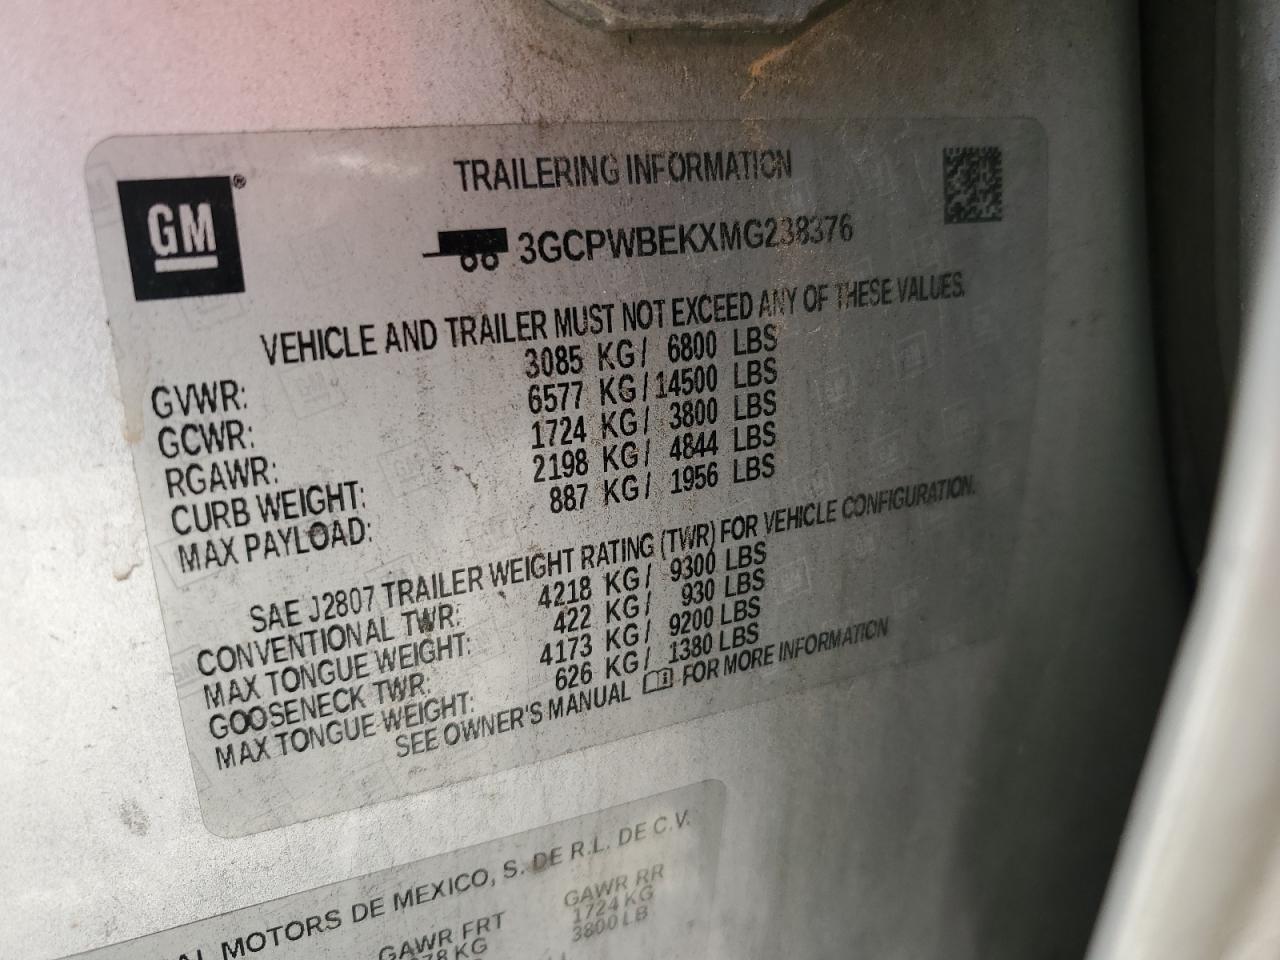 GM®
TRAILERING INFORMATION
3GCPWBEKXMG238376
VEHICLE AND TRAILER MUST NOT EXCEED ANY OF THESE VALUES.
GVWR: 3085 KG/ 6800 LBS
GCWR: 6577 KG/14500 LBS
RGAWR: 1724 KG/ 3800 LBS
CURB WEIGHT: 2198 KG/ 4844 LBS
MAX PAYLOAD: 887 KG/ 1956 LBS
SAE J2807 TRAILER WEIGHT RATING (TWR) FOR VEHICLE CONFIGURATION.
CONVENTIONAL TWR: 4218 KG/ 9300 LBS
MAX TONGUE WEIGHT: 422 KG/ 930 LBS
GOOSENECK TWR: 4173 KG/ 9200 LBS
MAX TONGUE WEIGHT: 626 KG/ 1380 LBS
SEE OWNER'S MANUAL FOR MORE INFORMATION
AL MOTORS DE MEXICO, S. DE R.L. DE C.V.
GAWR FRT GAWR RR
78 KG 1724 KG
3800 LB